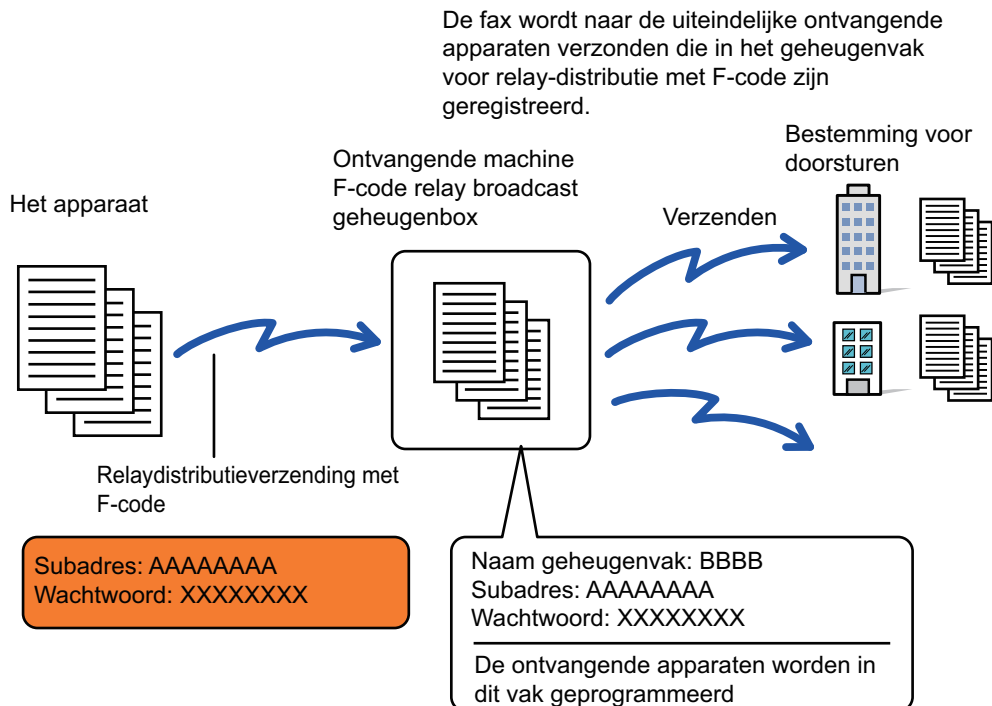 De fax wordt naar de uiteindelijke ontvangende
apparaten verzonden die in het geheugenvak
voor relay-distributie met F-code zijn
geregistreerd.
Bestemming voor
doorsturen
Ontvangende machine
F-code relay broadcast
geheugenbox
Het apparaat
Verzenden
Relaydistributieverzending met
F-code
Subadres: AAAAAAAA
Wachtwoord: XXXXXXXX
Naam geheugenvak: BBBB
Subadres: AAAAAAAA
Wachtwoord: XXXXXXXX
De ontvangende apparaten worden in
dit vak geprogrammeerd